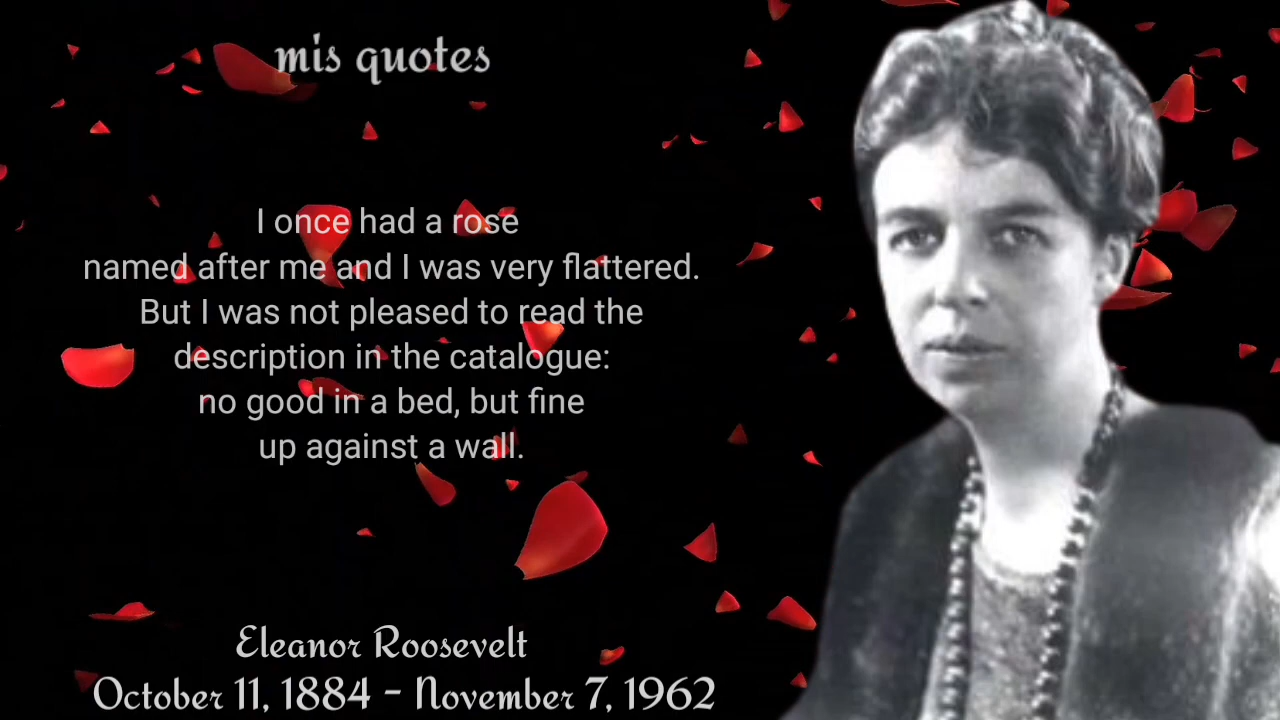 mis quotes
I once had a rose
named after me and I was very flattered.
But I was not pleased to read the
description in the catalogue:
no good in a bed, but fine
up against a wall.
Eleanor Roosevelt
October 11, 1884 - November 7, 1962